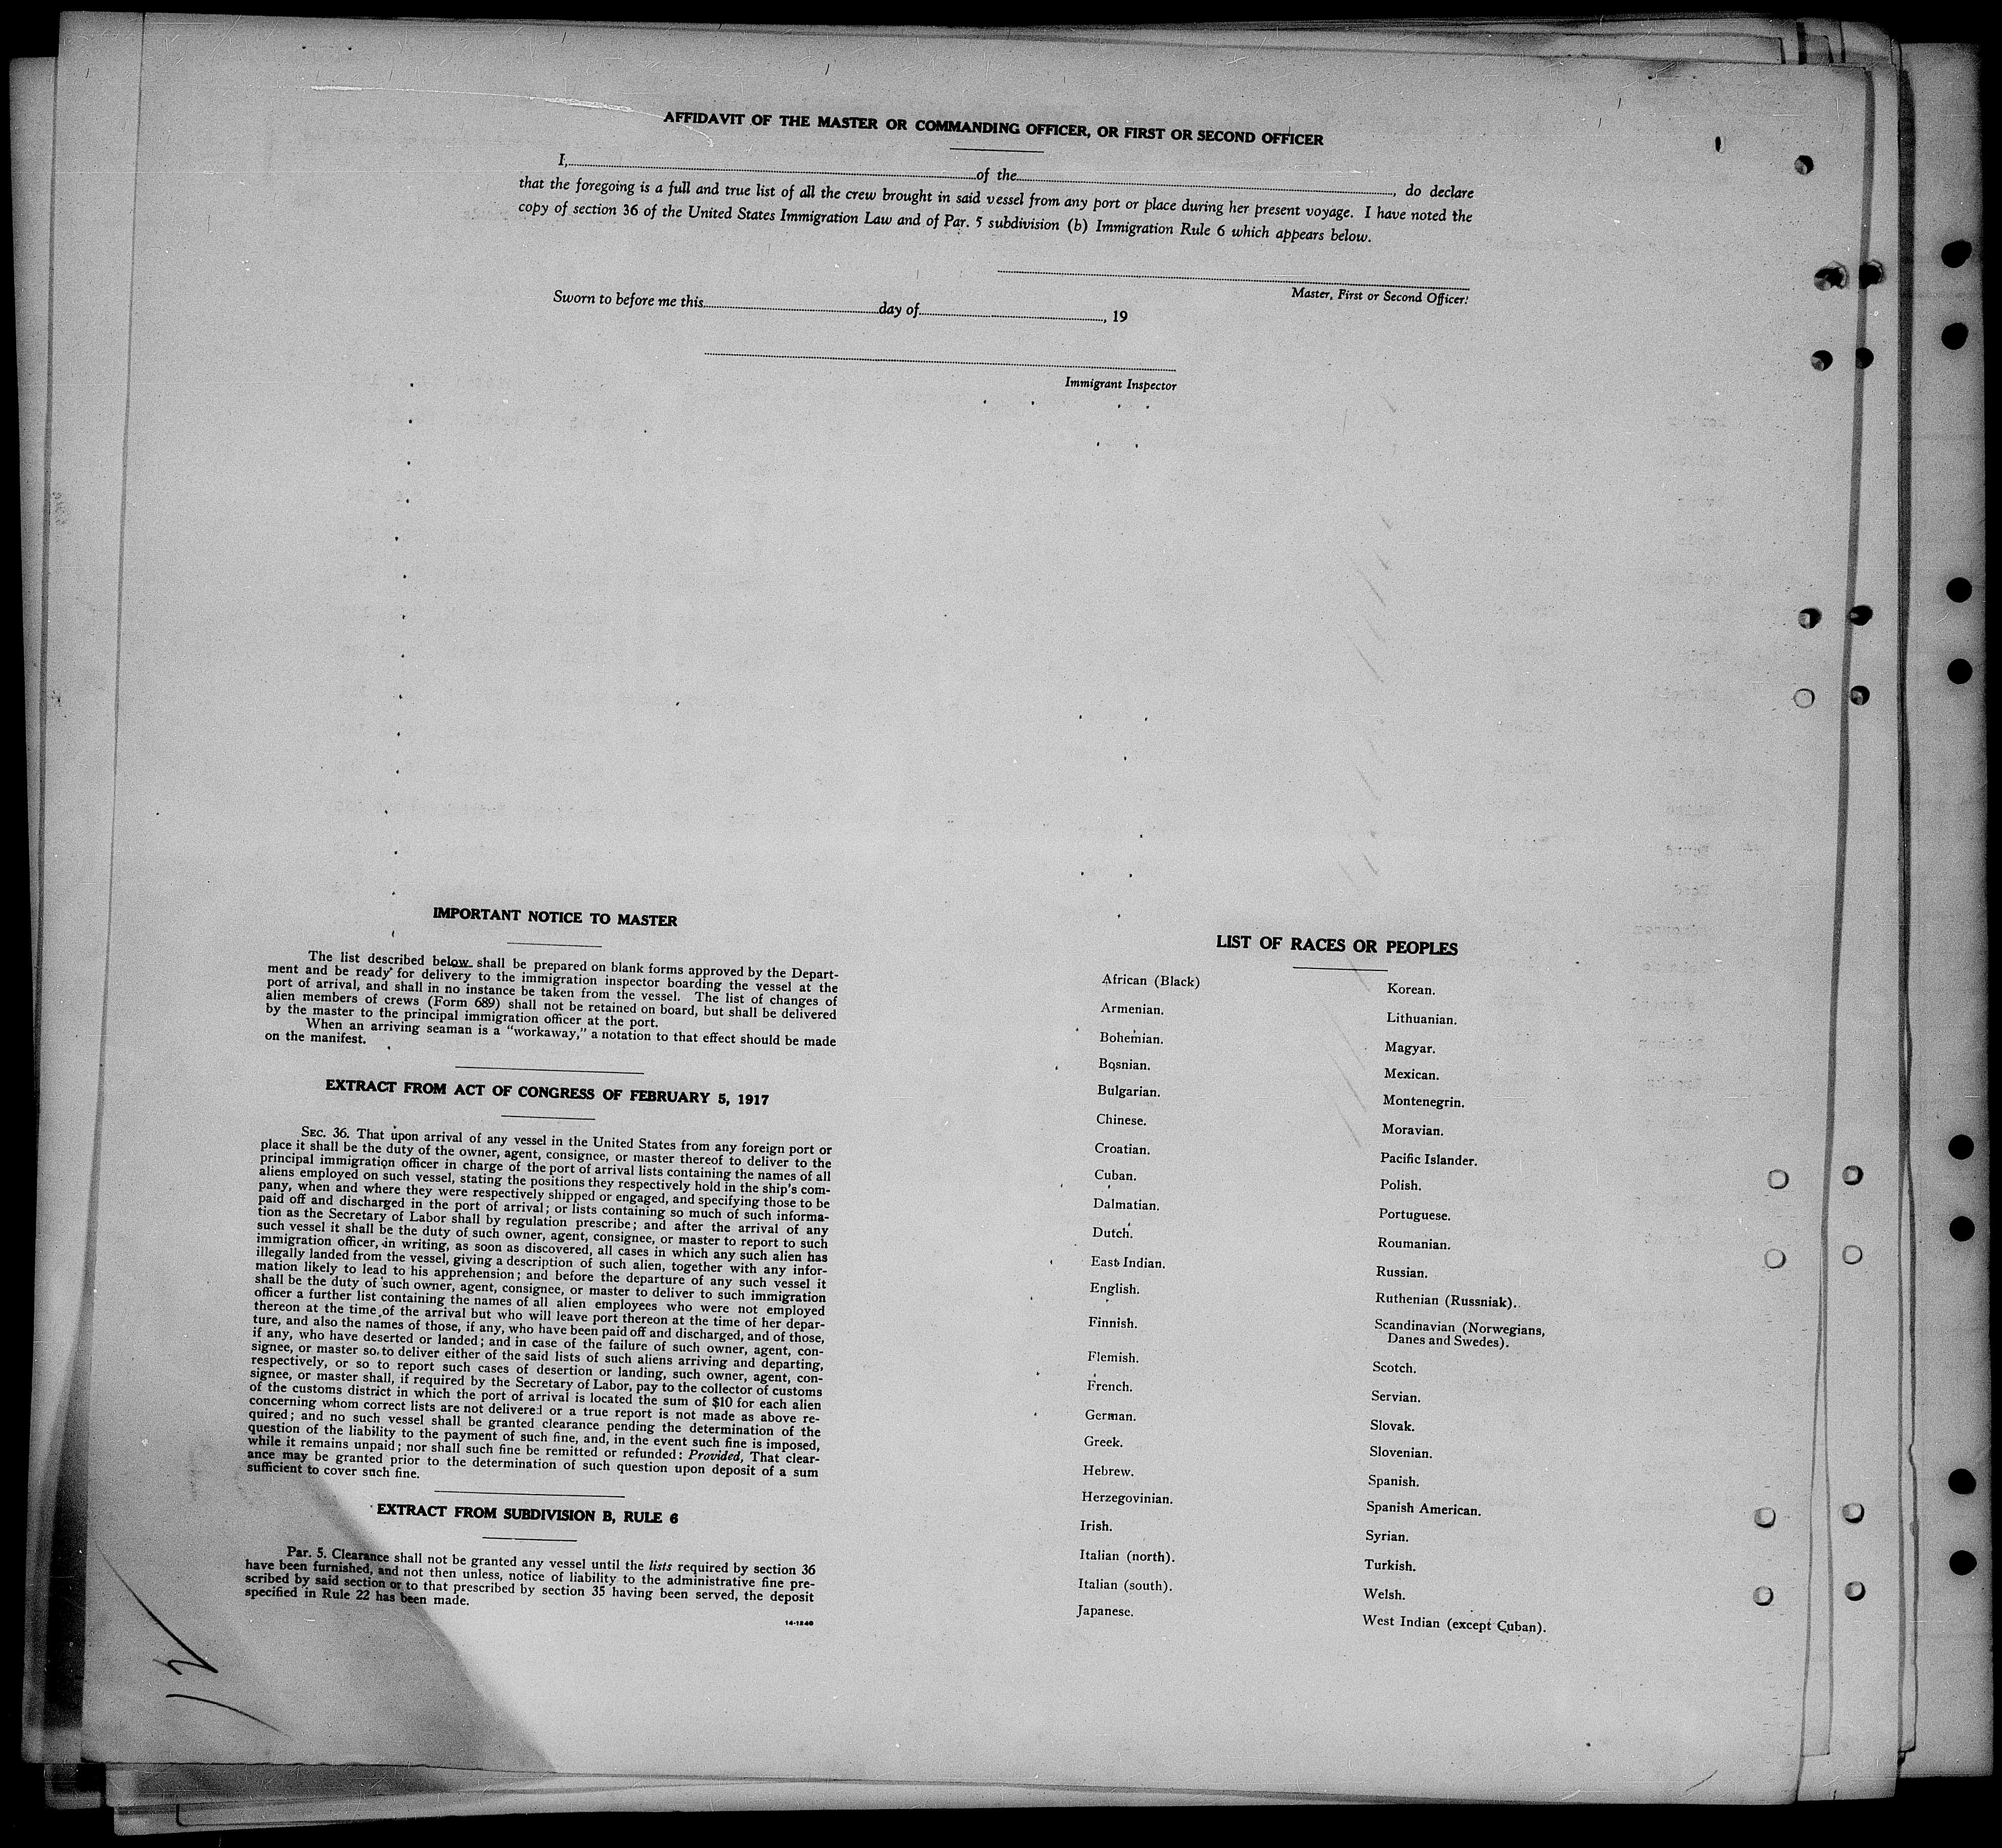 AFFIDAVIT OF THE MASTER OR COMMANDING OFFICER, OR FIRST OR SECOND OFFICER
I, of the , do declare
that the foregoing is a full and true list of all the crew brought in said vessel from any port or place during her present voyage. I have noted the
copy of section 36 of the United States Immigration Law and of Par. 5 subdivision (b) Immigration Rule 6 which appears below.
Master, First or Second Officer.
Sworn to before me this day of , 19
Immigrant Inspector
IMPORTANT NOTICE TO MASTER
The list described below shall be prepared on blank forms approved by the Depart-
ment and be ready for delivery to the immigration inspector boarding the vessel at the
port of arrival, and shall in no instance be taken from the vessel. The list of changes of
alien members of crews (Form 689) shall not be retained on board, but shall be delivered
by the master to the principal immigration officer at the port.
When an arriving seaman is a "workaway," a notation to that effect should be made
on the manifest.
EXTRACT FROM ACT OF CONGRESS OF FEBRUARY 5, 1917
SEC. 36. That upon arrival of any vessel in the United States from any foreign port or
place it shall be the duty of the owner, agent, consignee, or master thereof to deliver to the
principal immigration officer in charge of the port of arrival lists containing the names of all
aliens employed on such vessel, stating the positions they respectively hold in the ship's com-
pany, when and where they were respectively shipped or engaged, and specifying those to be
paid off and discharged in the port of arrival; or lists containing so much of such informa-
tion as the Secretary of Labor shall by regulation prescribe; and after the arrival of any
such vessel it shall be the duty of such owner, agent, consignee, or master to report to such
immigration officer, in writing, as soon as discovered, all cases in which any such alien has
illegally landed from the vessel, giving a description of such alien, together with any infor-
mation likely to lead to his apprehension; and before the departure of any such vessel it
shall be the duty of such owner, agent, consignee, or master to deliver to such immigration
officer a further list containing the names of all alien employees who were not employed
thereon at the time of the arrival but who will leave port thereon at the time of her depar-
ture, and also the names of those, if any, who have been paid off and discharged, and of those,
if any, who have deserted or landed; and in case of the failure of such owner, agent, con-
signee, or master so to deliver either of the said lists of such aliens arriving and departing,
respectively, or so to report such cases of desertion or landing, such owner, agent, con-
signee, or master shall, if required by the Secretary of Labor, pay to the collector of customs
of the customs district in which the port of arrival is located the sum of $10 for each alien
concerning whom correct lists are not delivered or a true report is not made as above re-
quired; and no such vessel shall be granted clearance pending the determination of the
question of the liability to the payment of such fine, and, in the event such fine is imposed,
while it remains unpaid; nor shall such fine be remitted or refunded: Provided, That clear-
ance may be granted prior to the determination of such question upon deposit of a sum
sufficient to cover such fine.
EXTRACT FROM SUBDIVISION B, RULE 6
Par. 5. Clearance shall not be granted any vessel until the lists required by section 36
have been furnished, and not then unless, notice of liability to the administrative fine pre-
scribed by said section or to that prescribed by section 35 having been served, the deposit
specified in Rule 22 has been made.
14-1240
12
LIST OF RACES OR PEOPLES
African (Black)
Armenian.
Bohemian.
Bosnian.
Bulgarian.
Chinese.
Croatian.
Cuban.
Dalmatian.
Dutch.
East Indian.
English.
Finnish.
Flemish.
French.
German.
Greek.
Hebrew.
Herzegovinian.
Irish.
Italian (north).
Italian (south).
Japanese.
Korean.
Lithuanian.
Magyar.
Mexican.
Montenegrin.
Moravian.
Pacific Islander.
Polish.
Portuguese.
Roumanian.
Russian.
Ruthenian (Russniak).
Scandinavian (Norwegians,
Danes and Swedes).
Scotch.
Servian.
Slovak.
Slovenian.
Spanish.
Spanish American.
Syrian.
Turkish.
Welsh.
West Indian (except Cuban).